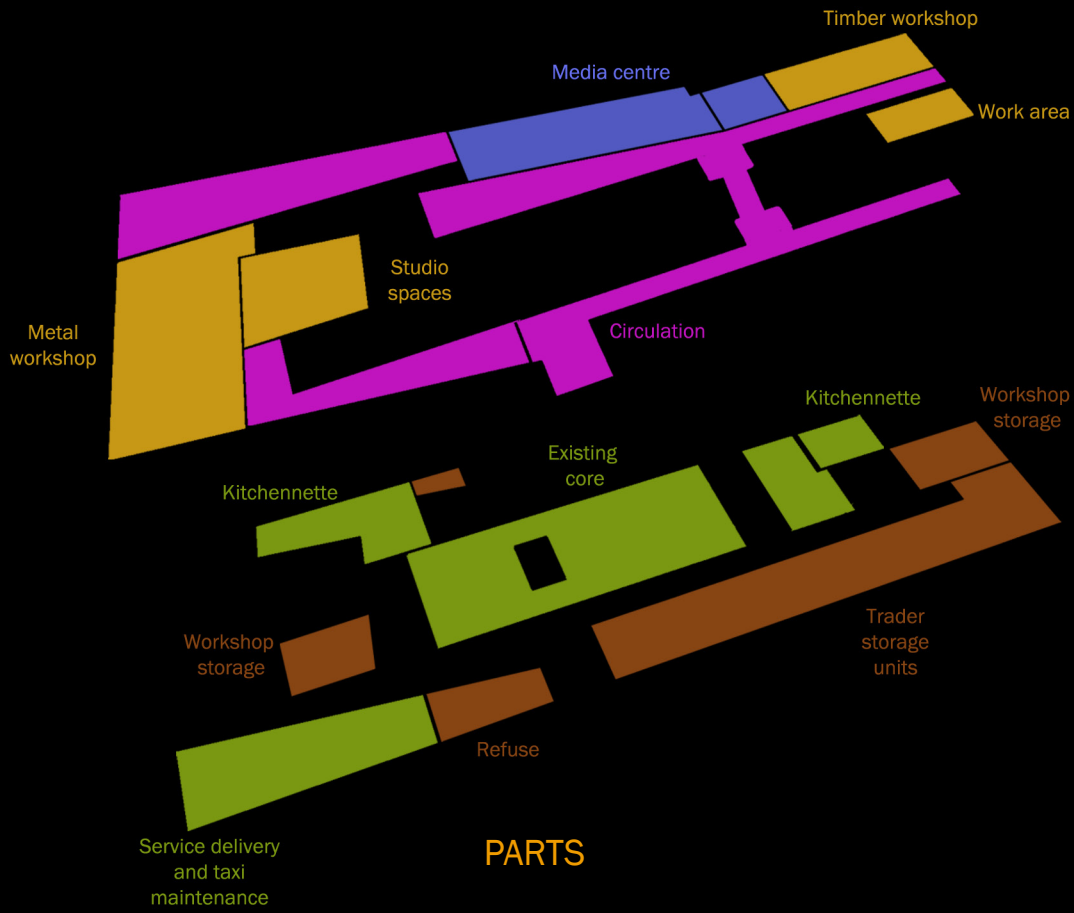 Timber workshop
Media centre
Work area
Studio
spaces
Metal
workshop
Circulation
Kitchennette
Workshop
storage
Existing
core
Kitchennette
Workshop
storage
Trader
storage
units
Refuse
Service delivery
and taxi
maintenance
PARTS